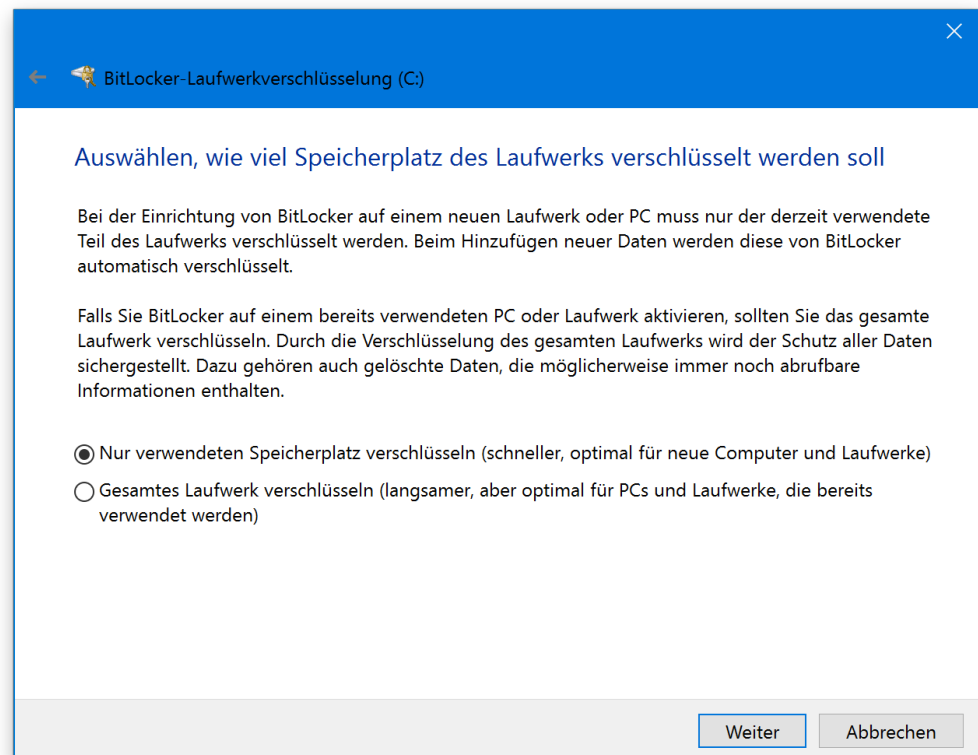 BitLocker-Laufwerkverschlüsselung (C:)
Auswählen, wie viel Speicherplatz des Laufwerks verschlüsselt werden soll
Bei der Einrichtung von BitLocker auf einem neuen Laufwerk oder PC muss nur der derzeit verwendete
Teil des Laufwerks verschlüsselt werden. Beim Hinzufügen neuer Daten werden diese von BitLocker
automatisch verschlüsselt.
Falls Sie BitLocker auf einem bereits verwendeten PC oder Laufwerk aktivieren, sollten Sie das gesamte
Laufwerk verschlüsseln. Durch die Verschlüsselung des gesamten Laufwerks wird der Schutz aller Daten
sichergestellt. Dazu gehören auch gelöschte Daten, die möglicherweise immer noch abrufbare
Informationen enthalten.
Nur verwendeten Speicherplatz verschlüsseln (schneller, optimal für neue Computer und Laufwerke)
Gesamtes Laufwerk verschlüsseln (langsamer, aber optimal für PCs und Laufwerke, die bereits
verwendet werden)
Weiter Abbrechen